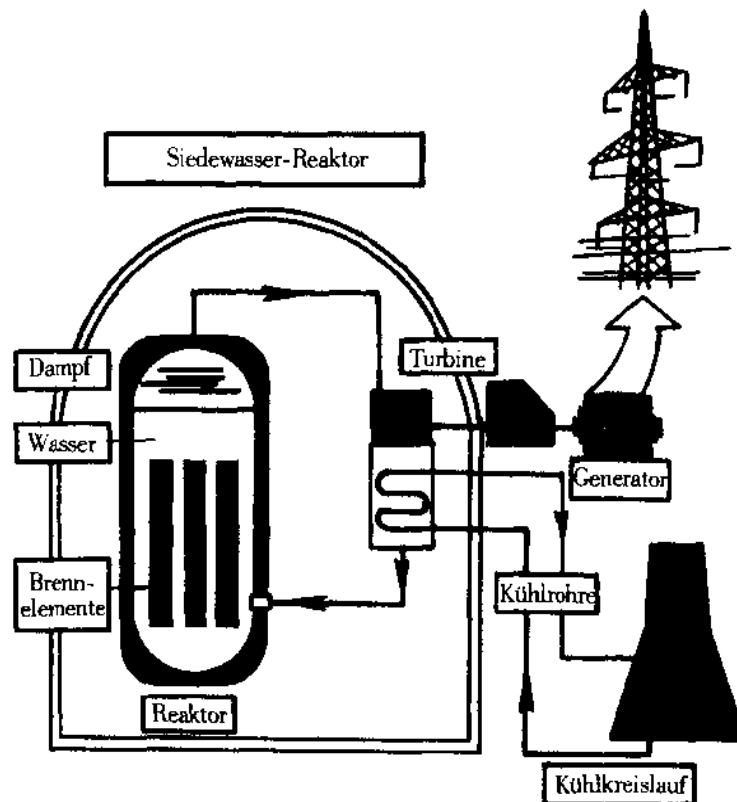 Siedewasser-Reaktor
Dampf
Turbine
Wasser
Generator
Brenn-
elemente
Kühlrohre
Reaktor
Kühlkreislauf